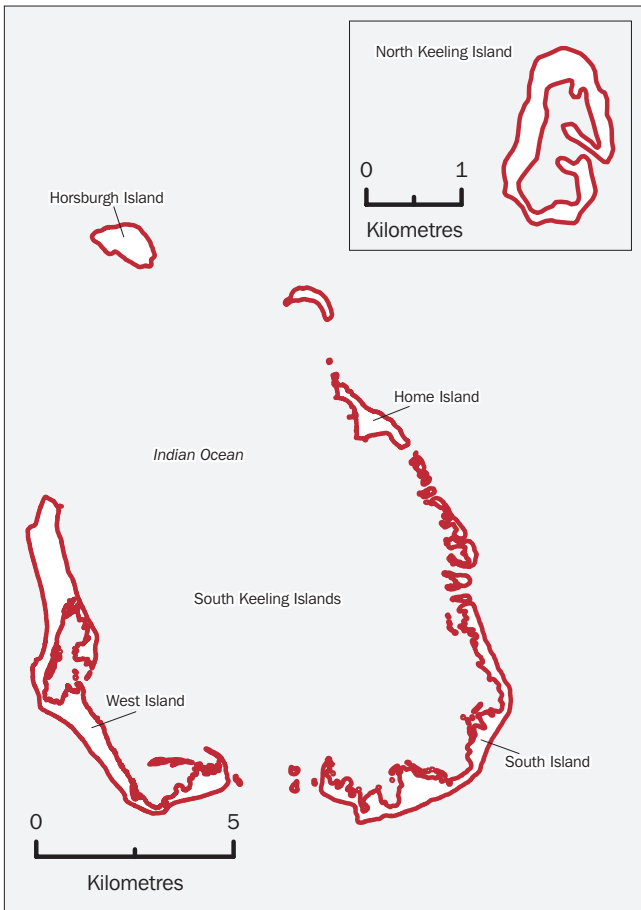 North Keeling Island
0 1
Kilometres
Horsburgh Island
Home Island
Indian Ocean
South Keeling Islands
West Island
South Island
0 5
Kilometres